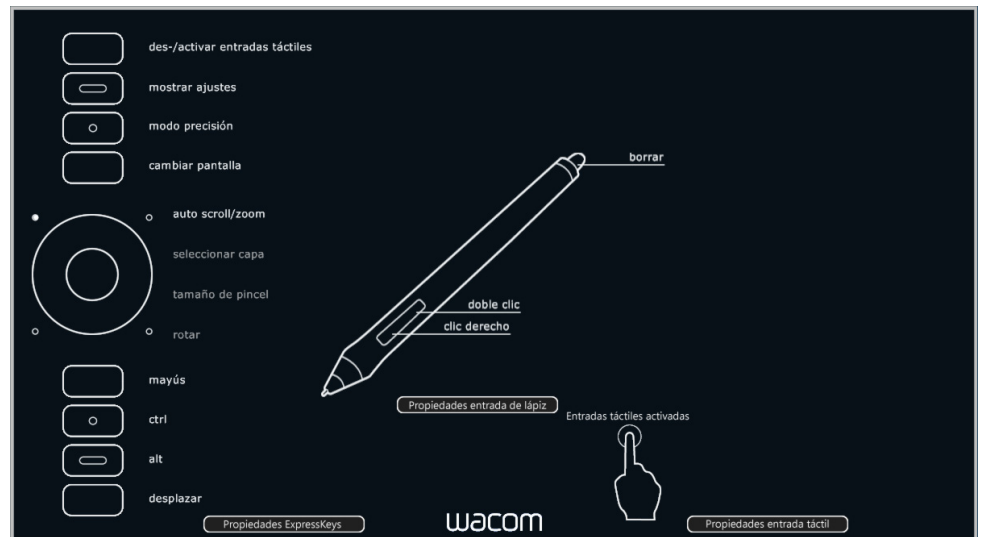 des-/activar entradas táctiles
mostrar ajustes
modo precisión
cambiar pantalla
borrar
auto scroll/zoom
seleccionar capa
tamaño de pincel
rotar
doble clic
clic derecho
mayús
ctrl
alt
desplazar
Propiedades entrada de lápiz
Entradas táctiles activadas
Propiedades ExpressKeys
wacom
Propiedades entrada táctil